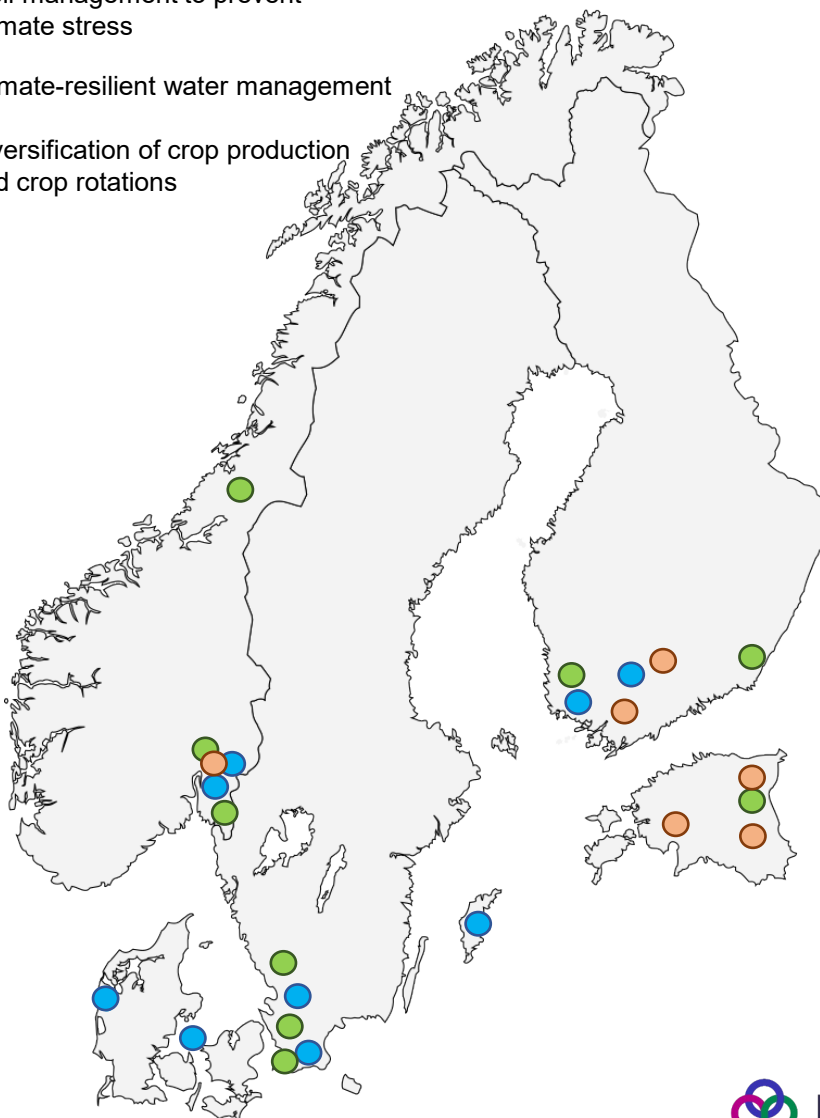 mate stress
mate-resilient water management
versification of crop production
d crop rotations